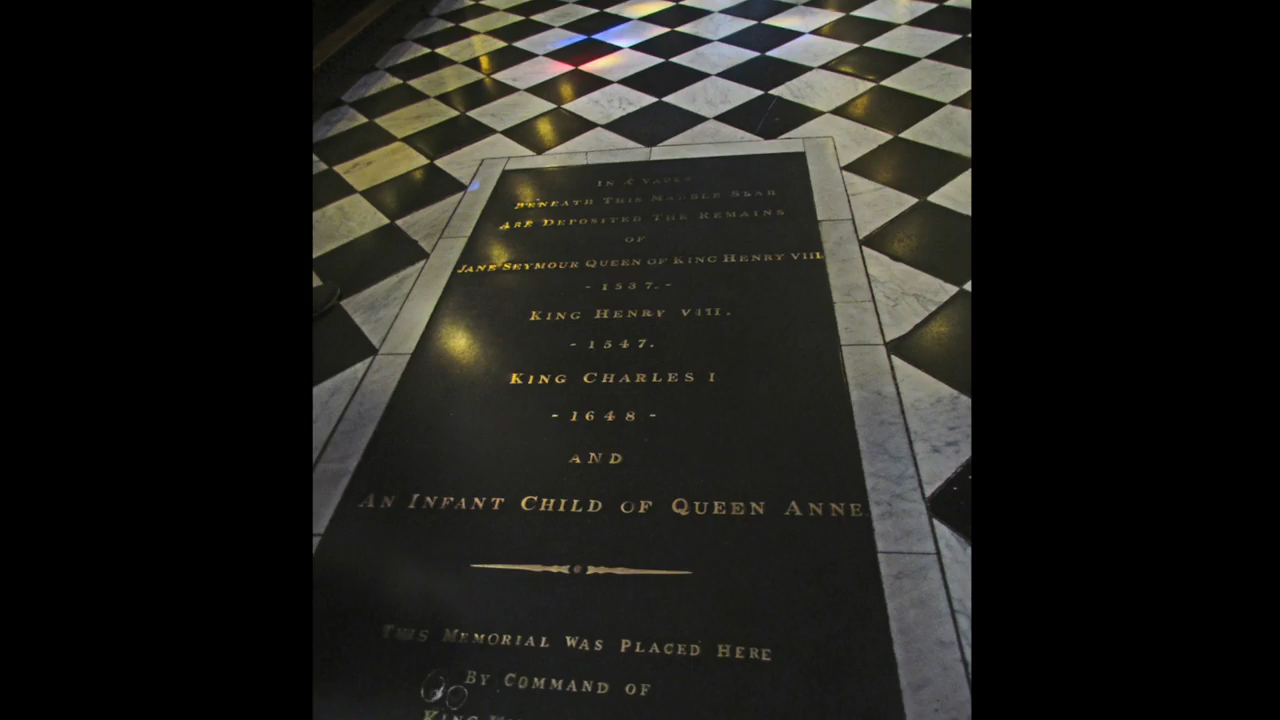 IN A VAULT
BENEATH THIS MARBLE SLAB
ARE DEPOSITED THE REMAINS
OF
JANE SEYMOUR QUEEN OF KING HENRY VIII.
- 1537. -
KING HENRY VIII.
- 1547.
KING CHARLES I
- 1648 -
AND
AN INFANT CHILD OF QUEEN ANNE.
THIS MEMORIAL WAS PLACED HERE
BY COMMAND OF
KING